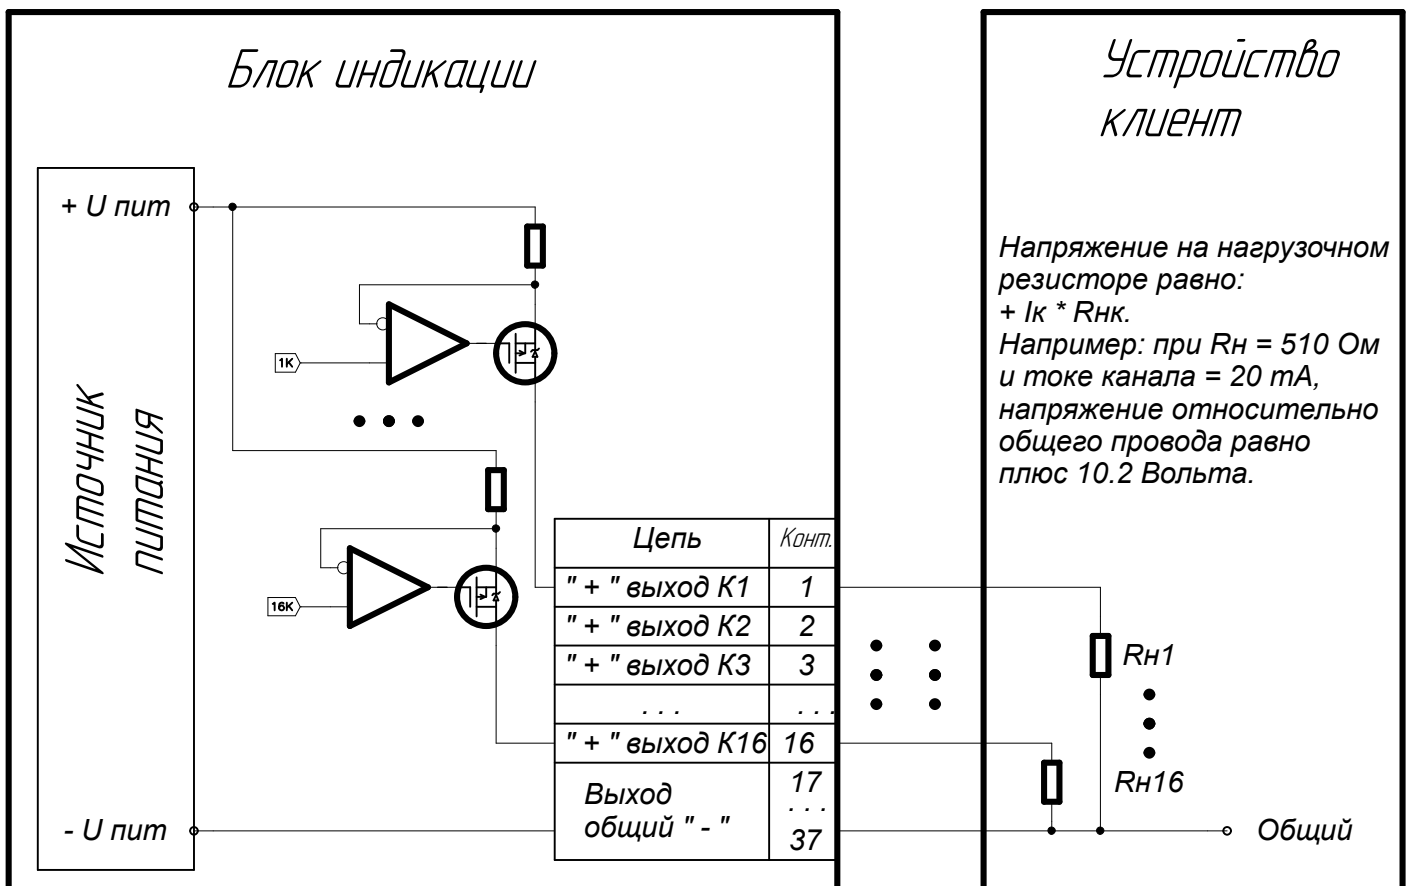 Блок индикации
Устройство
клиент
+ U пит
Источник
питания
- U пит
1K
16K
Напряжение на нагрузочном
резисторе равно:
+ Iк * Rнк.
Например: при Rн = 510 Ом
и токе канала = 20 mA,
напряжение относительно
общего провода равно
плюс 10.2 Вольта.
Цепь Конт.
" + " выход К1 1
" + " выход К2 2
" + " выход К3 3
. . . . . .
" + " выход К16 16
Выход
общий " - "
17
. . .
37
Rн1
Rн16
Общий